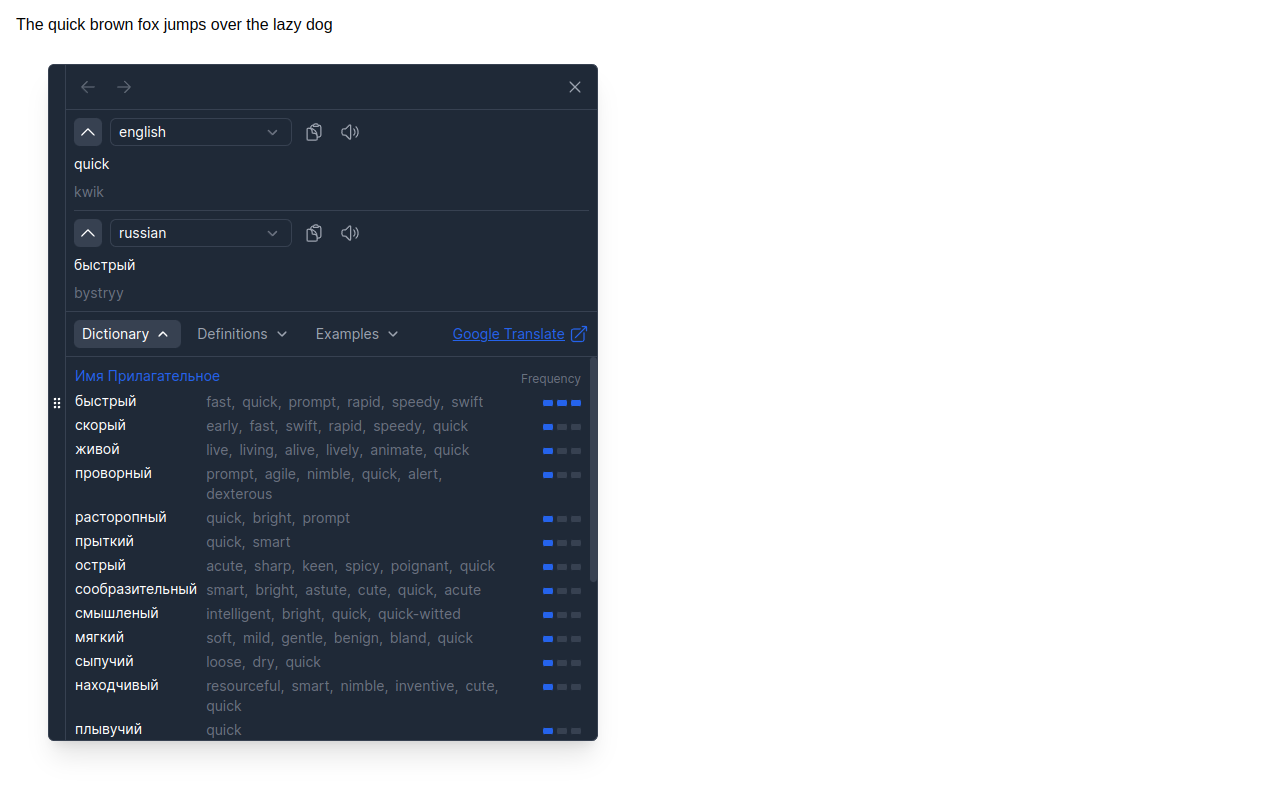 The quick brown fox jumps over the lazy dog
english
quick
kwik
russian
быстрый
bystryy
Dictionary Definitions Examples Google Translate
Имя Прилагательное Frequency
быстрый fast, quick, prompt, rapid, speedy, swift
скорый early, fast, swift, rapid, speedy, quick
живой live, living, alive, lively, animate, quick
проворный prompt, agile, nimble, quick, alert,
dexterous
расторопный quick, bright, prompt
прыткий quick, smart
острый acute, sharp, keen, spicy, poignant, quick
сообразительный smart, bright, astute, cute, quick, acute
смышленый intelligent, bright, quick, quick-witted
мягкий soft, mild, gentle, benign, bland, quick
сыпучий loose, dry, quick
находчивый resourceful, smart, nimble, inventive, cute,
quick
плывучий quick